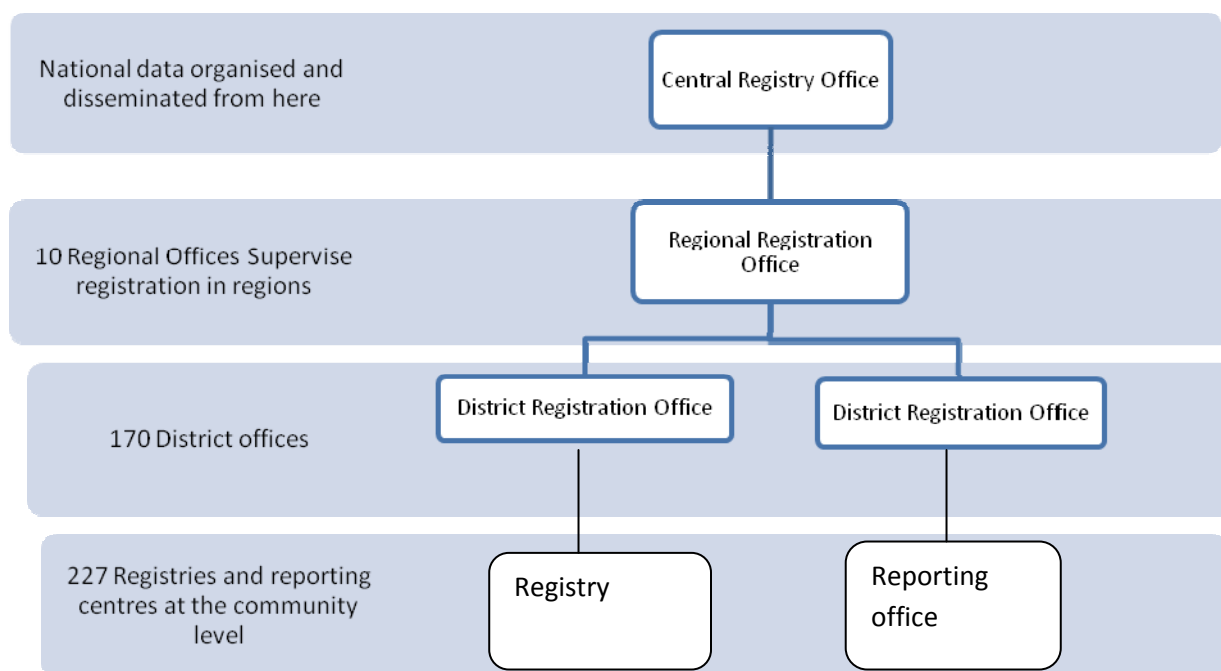 National data organised and
disseminated from here
Central Registry Office
10 Regional Offices Supervise
registration in regions
Regional Registration
Office
170 District offices
District Registration Office
District Registration Office
227 Registries and reporting
centres at the community
level
Registry
Reporting
office